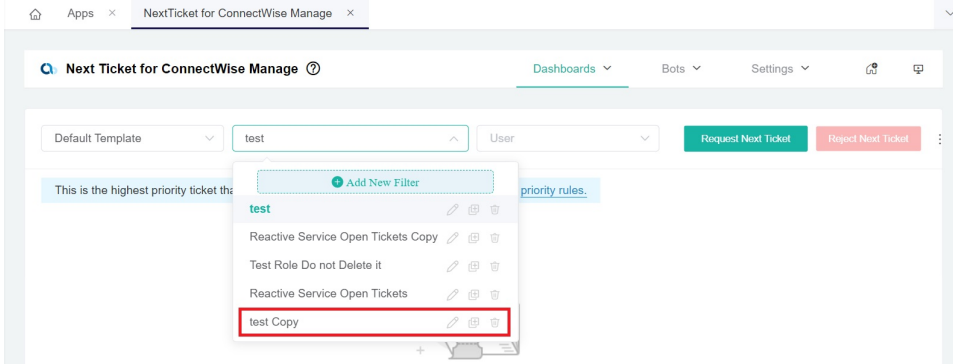 Apps × NextTicket for ConnectWise Manage ×
Next Ticket for ConnectWise Manage ? Dashboards Bots Settings
Default Template test User Request Next Ticket Reject Next Ticket
This is the highest priority ticket tha priority rules.
Add New Filter
test
Reactive Service Open Tickets Copy
Test Role Do not Delete it
Reactive Service Open Tickets
test Copy